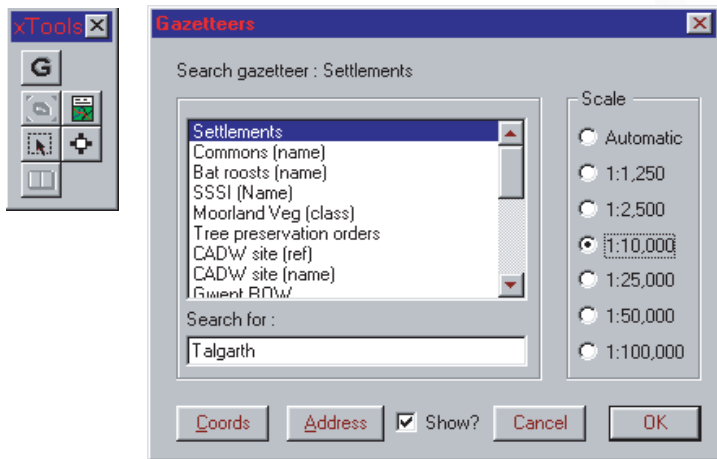 xTools
G
Gazetteers
Search gazetteer : Settlements
Settlements
Commons (name)
Bat roosts (name)
SSSI (Name)
Moorland Veg (class)
Tree preservation orders
CADW site (ref)
CADW site (name)
Gwent ROW
Search for :
Talgarth
Scale
Automatic
1:1,250
1:2,500
1:10,000
1:25,000
1:50,000
1:100,000
Coords
Address
Show?
Cancel
OK